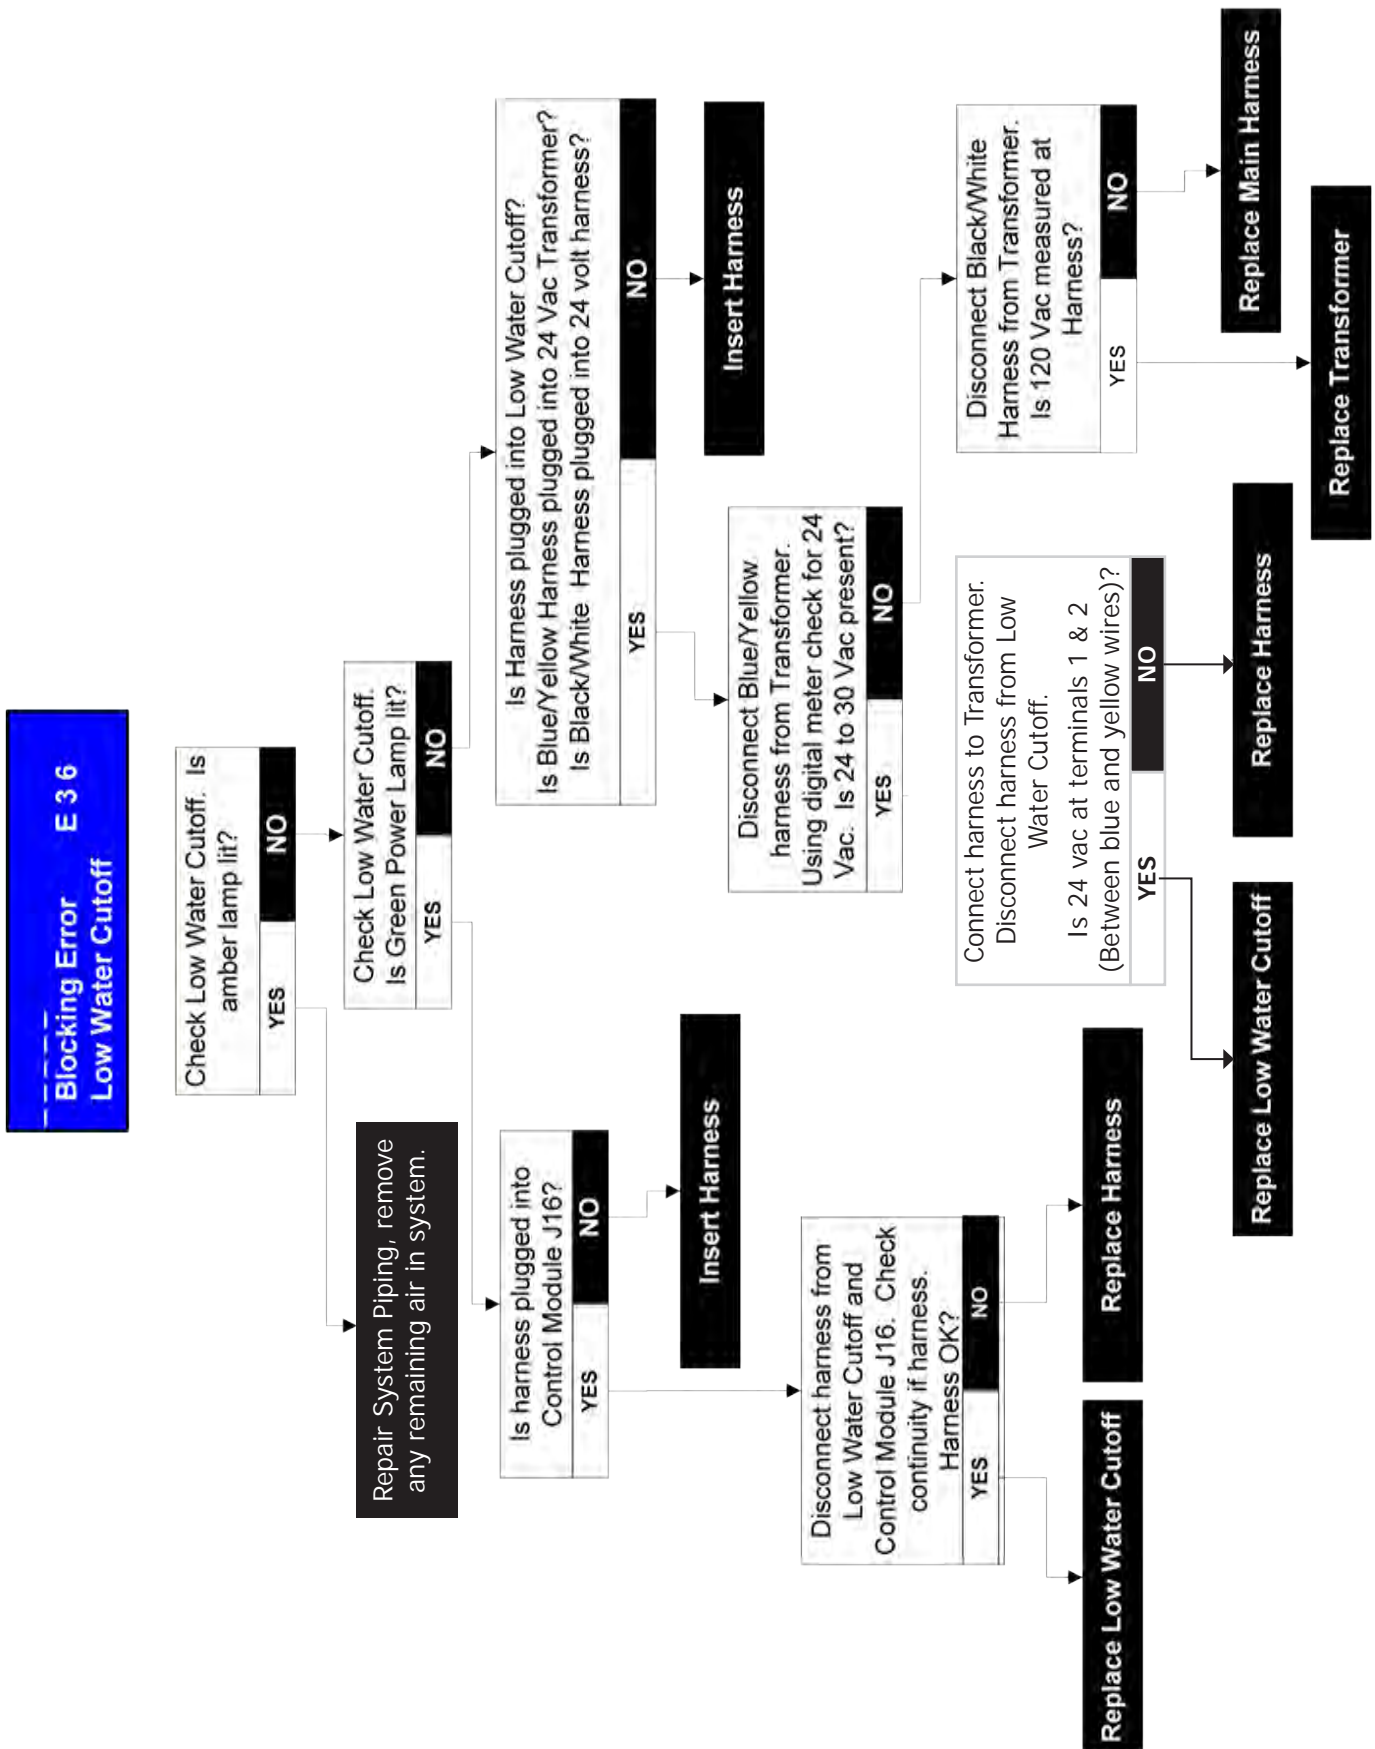 Blocking Error E 3 6
Low Water Cutoff
Check Low Water Cutoff. Is
amber lamp lit?
YES
NO
Repair System Piping, remove
any remaining air in system.
Check Low Water Cutoff.
Is Green Power Lamp lit?
YES
NO
Is harness plugged into
Control Module J16?
YES
NO
Insert Harness
Disconnect harness from
Low Water Cutoff and
Control Module J16. Check
continuity if harness.
Harness OK?
YES
NO
Replace Low Water Cutoff
Replace Harness
Is Harness plugged into Low Water Cutoff?
Is Blue/Yellow Harness plugged into 24 Vac Transformer?
Is Black/White Harness plugged into 24 volt harness?
YES
NO
Insert Harness
Disconnect Blue/Yellow
harness from Transformer.
Using digital meter check for 24
Vac. Is 24 to 30 Vac present?
YES
NO
Connect harness to Transformer.
Disconnect harness from Low
Water Cutoff.
Is 24 vac at terminals 1 & 2
(Between blue and yellow wires)?
YES
NO
Replace Low Water Cutoff
Replace Harness
Disconnect Black/White
Harness from Transformer.
Is 120 Vac measured at
Harness?
YES
NO
Replace Main Harness
Replace Transformer